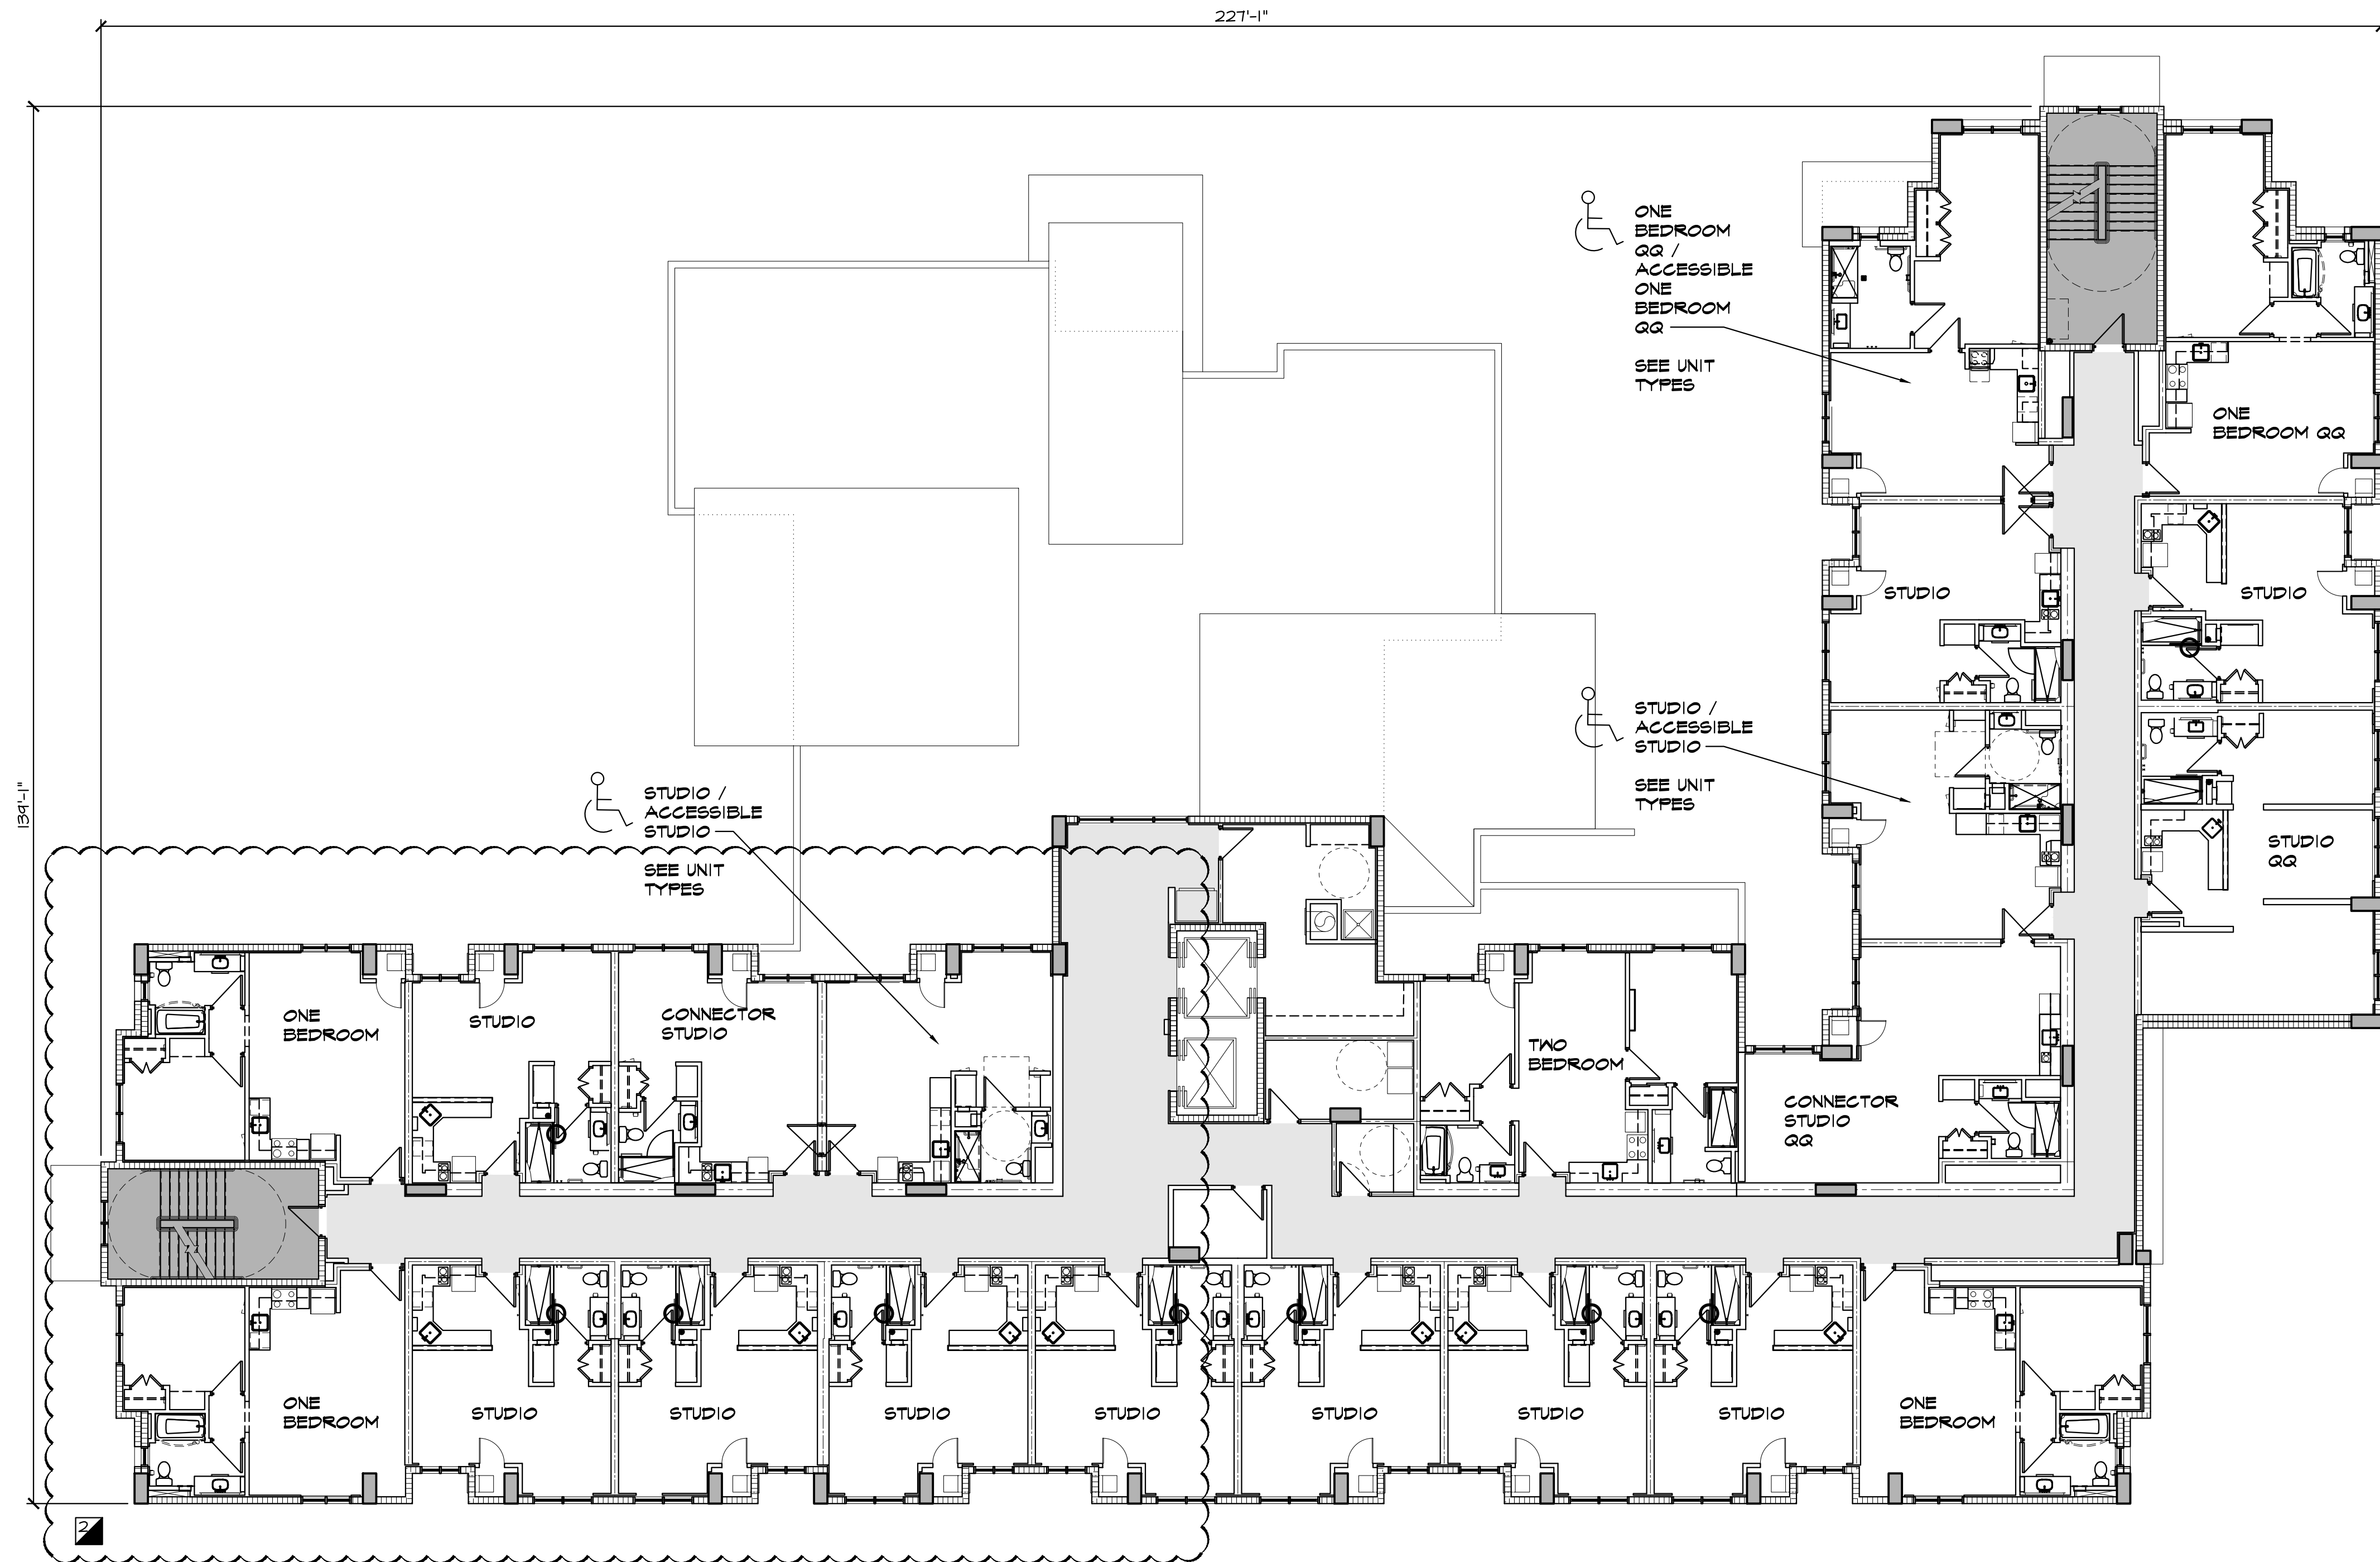 227'-1"
139'-1"
ONE
BEDROOM
QQ /
ACCESSIBLE
ONE
BEDROOM
QQ
SEE UNIT
TYPES
ONE
BEDROOM QQ
STUDIO
STUDIO
STUDIO /
ACCESSIBLE
STUDIO
SEE UNIT
TYPES
STUDIO
QQ
STUDIO /
ACCESSIBLE
STUDIO
SEE UNIT
TYPES
ONE
BEDROOM
STUDIO
CONNECTOR
STUDIO
TWO
BEDROOM
CONNECTOR
STUDIO
QQ
ONE
BEDROOM
STUDIO
STUDIO
STUDIO
STUDIO
STUDIO
STUDIO
STUDIO
ONE
BEDROOM
2